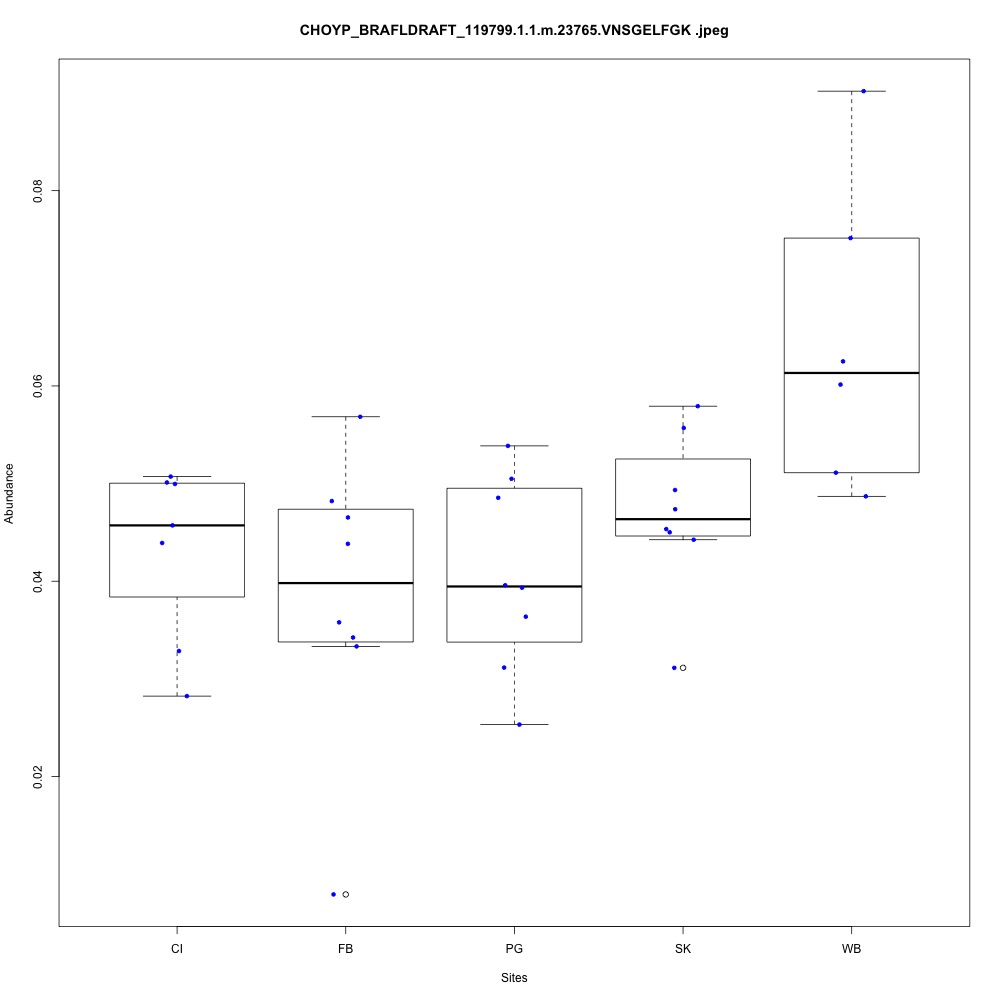 CHOYP_BRAFLDRAFT_119799.1.1.m.23765.VNSGELFGK .jpeg
Abundance
0.08
0.06
0.04
0.02
CI FB PG SK WB
Sites